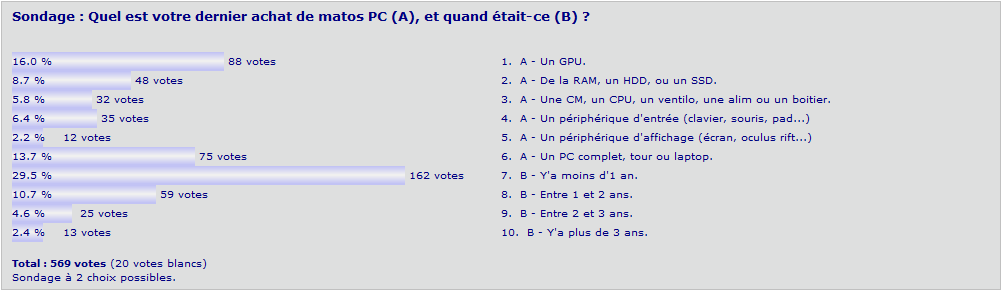 Sondage : Quel est votre dernier achat de matos PC (A), et quand était-ce (B) ?
16.0 % 88 votes 1. A - Un GPU.
8.7 % 48 votes 2. A - De la RAM, un HDD, ou un SSD.
5.8 % 32 votes 3. A - Une CM, un CPU, un ventilo, une alim ou un boitier.
6.4 % 35 votes 4. A - Un périphérique d'entrée (clavier, souris, pad...)
2.2 % 12 votes 5. A - Un périphérique d'affichage (écran, oculus rift...)
13.7 % 75 votes 6. A - Un PC complet, tour ou laptop.
29.5 % 162 votes 7. B - Y'a moins d'1 an.
10.7 % 59 votes 8. B - Entre 1 et 2 ans.
4.6 % 25 votes 9. B - Entre 2 et 3 ans.
2.4 % 13 votes 10. B - Y'a plus de 3 ans.
Total : 569 votes (20 votes blancs)
Sondage à 2 choix possibles.